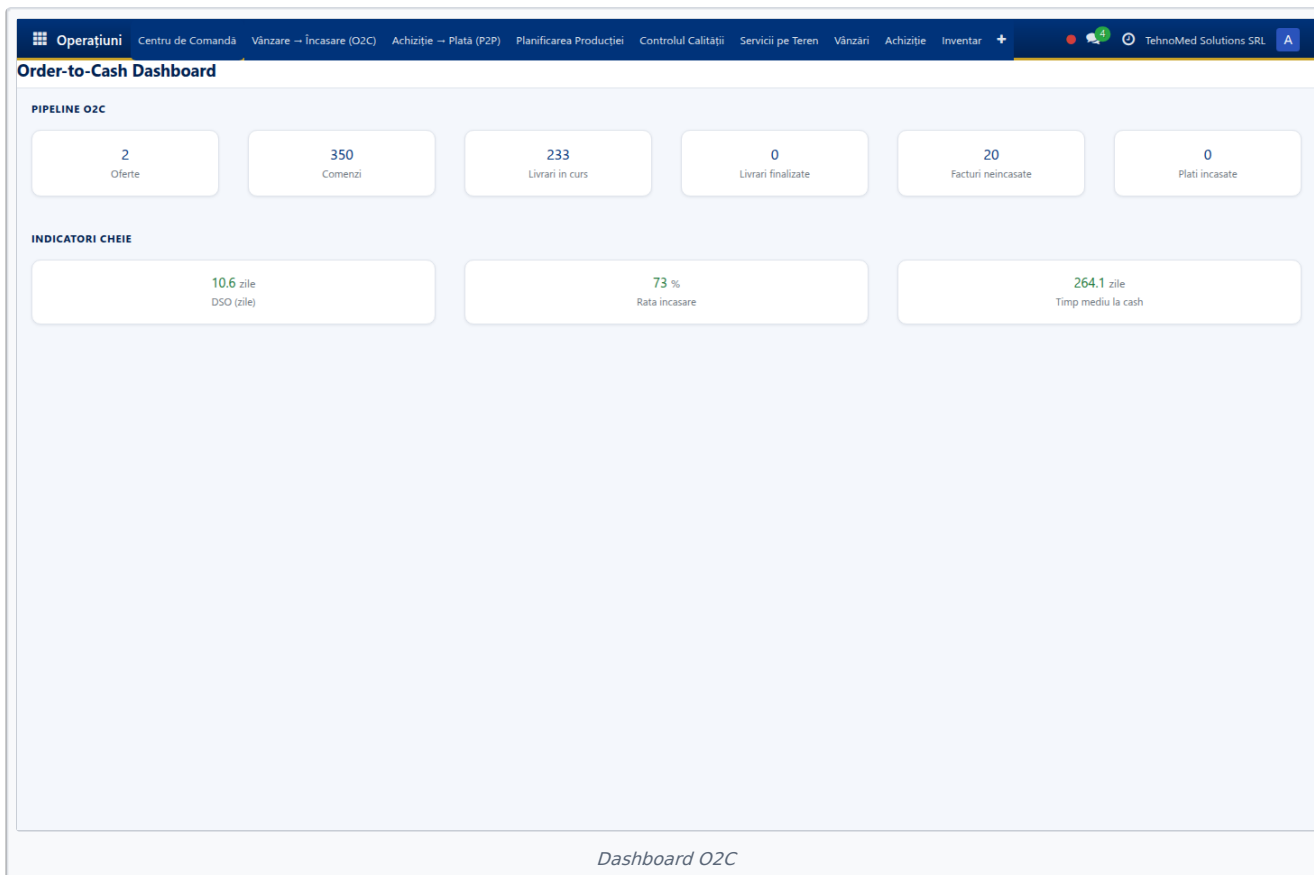 Operațiuni Centru de Comandă Vânzare → Încasare (O2C) Achiziție → Plată (P2P) Planificarea Producției Controlul Calității Servicii pe Teren Vânzări Achiziție Inventar + 4 TehnoMed Solutions SRL A
Order-to-Cash Dashboard
PIPELINE O2C
2 350 233 0 20 0
Oferte Comenzi Livrari in curs Livrari finalizate Facturi neincasate Plati incasate
INDICATORI CHEIE
10.6 zile 73 % 264.1 zile
DSO (zile) Rata incasare Timp mediu la cash
Dashboard O2C